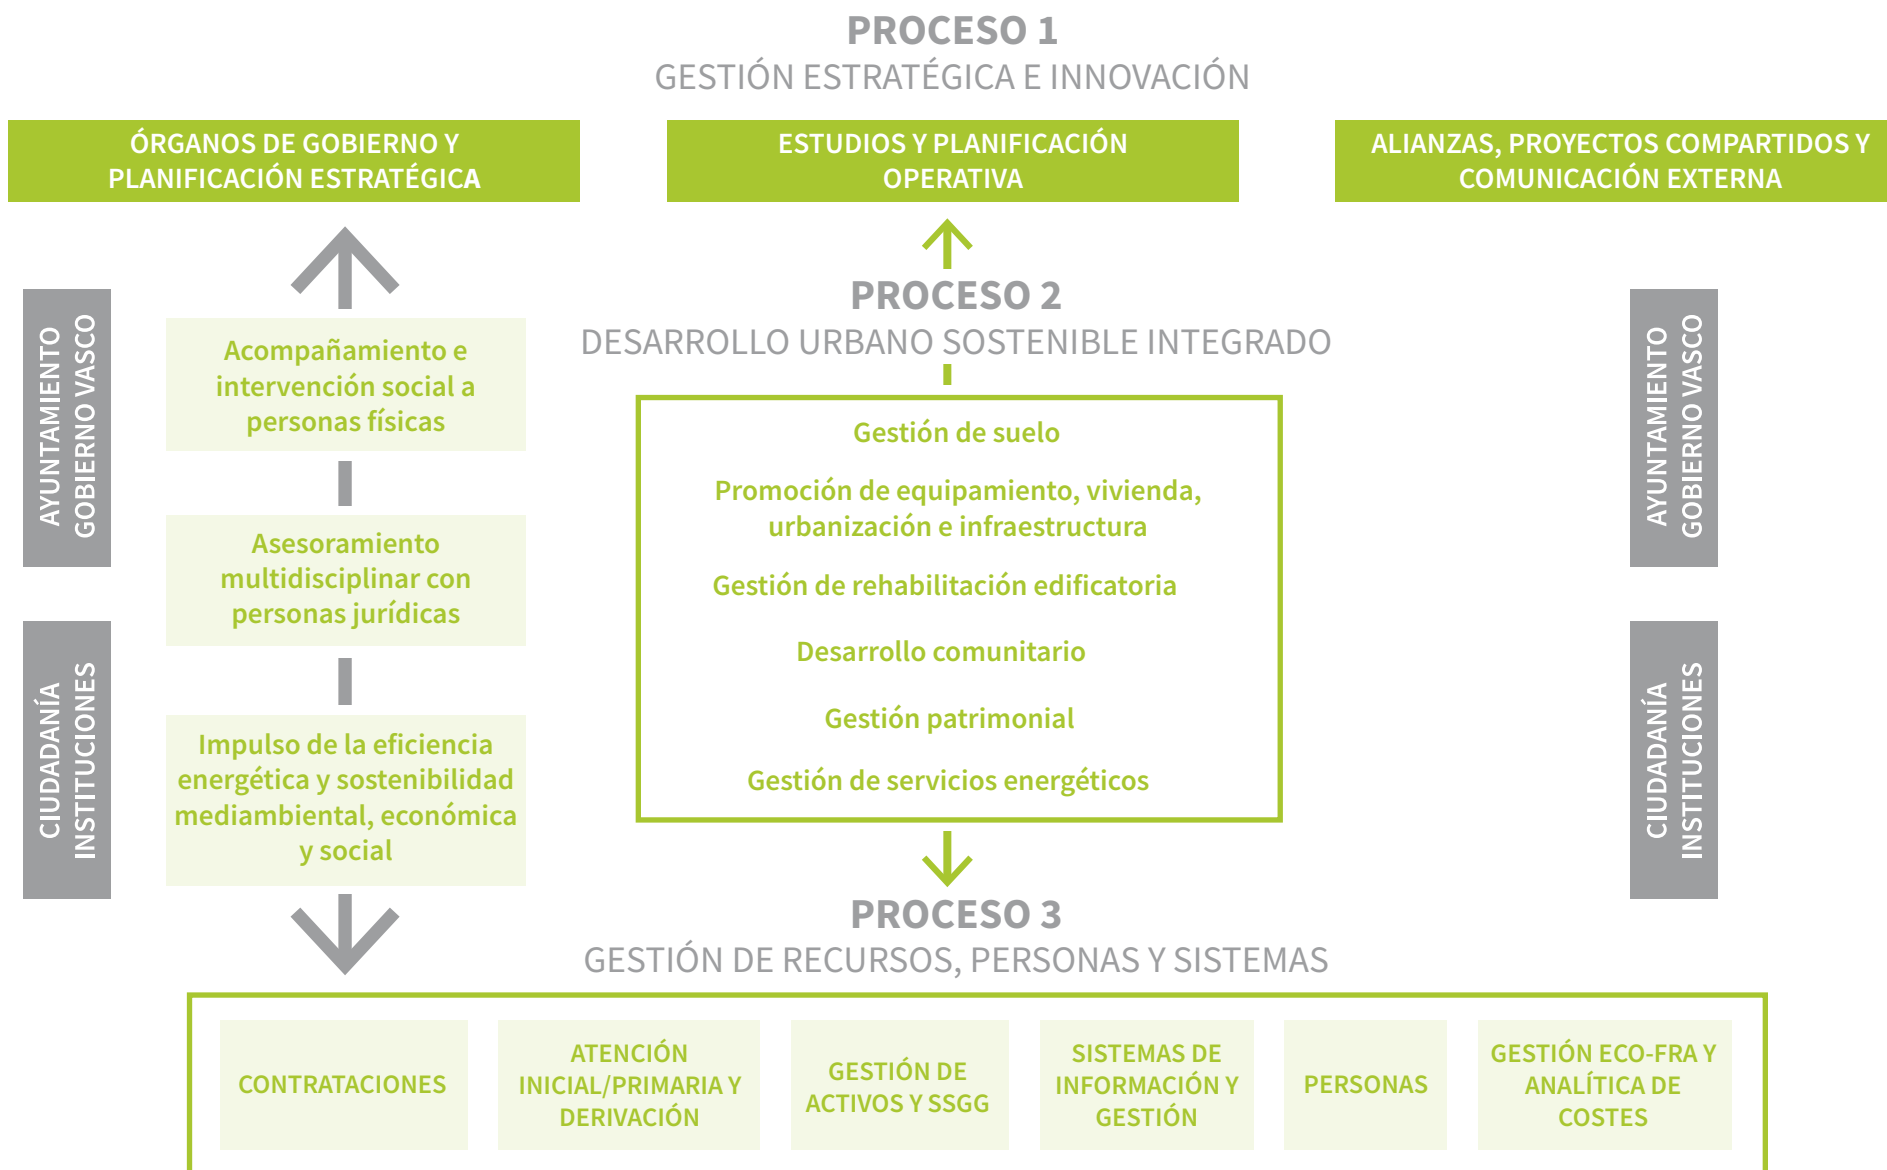 PROCESO 1
GESTIÓN ESTRATÉGICA E INNOVACIÓN
ÓRGANOS DE GOBIERNO Y
PLANIFICACIÓN ESTRATÉGICA
ESTUDIOS Y PLANIFICACIÓN
OPERATIVA
ALIANZAS, PROYECTOS COMPARTIDOS Y
COMUNICACIÓN EXTERNA
AYUNTAMIENTO
GOBIERNO VASCO
CIUDADANÍA
INSTITUCIONES
Acompañamiento e
intervención social a
personas físicas
Asesoramiento
multidisciplinar con
personas jurídicas
Impulso de la eficiencia
energética y sostenibilidad
mediambiental, económica
y social
PROCESO 2
DESARROLLO URBANO SOSTENIBLE INTEGRADO
Gestión de suelo
Promoción de equipamiento, vivienda,
urbanización e infraestructura
Gestión de rehabilitación edificatoria
Desarrollo comunitario
Gestión patrimonial
Gestión de servicios energéticos
AYUNTAMIENTO
GOBIERNO VASCO
CIUDADANÍA
INSTITUCIONES
PROCESO 3
GESTIÓN DE RECURSOS, PERSONAS Y SISTEMAS
CONTRATACIONES
ATENCIÓN
INICIAL/PRIMARIA Y
DERIVACIÓN
GESTIÓN DE
ACTIVOS Y SSGG
SISTEMAS DE
INFORMACIÓN Y
GESTIÓN
PERSONAS
GESTIÓN ECO-FRA Y
ANALÍTICA DE
COSTES